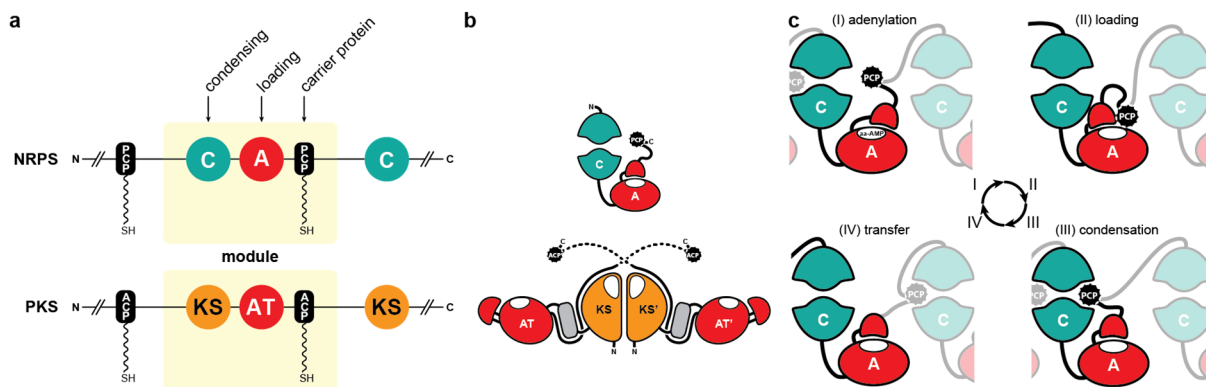 a
condensing
loading
carrier protein
NRPS
N
PCP
C
A
PCP
C
C
SH
SH
module
PKS
N
ACP
KS
AT
ACP
KS
C
SH
SH
b
N
PCP
C
C
A
C
ACP
C
ACP
AT
KS
KS'
AT'
N
N
c
(I) adenylation
PCP
PCP
C
C
aa-AMP
A
(II) loading
C
C
PCP
A
I
II
IV
III
(IV) transfer
PCP
C
C
A
(III) condensation
PCP
PCP
C
C
A